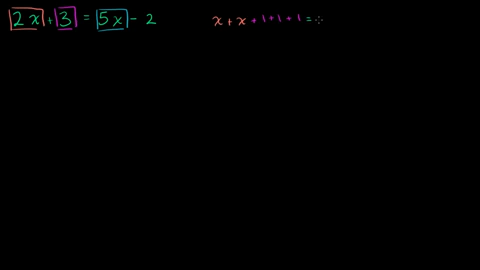 2x + 3 = 5x - 2
x + x + 1 + 1 + 1 =